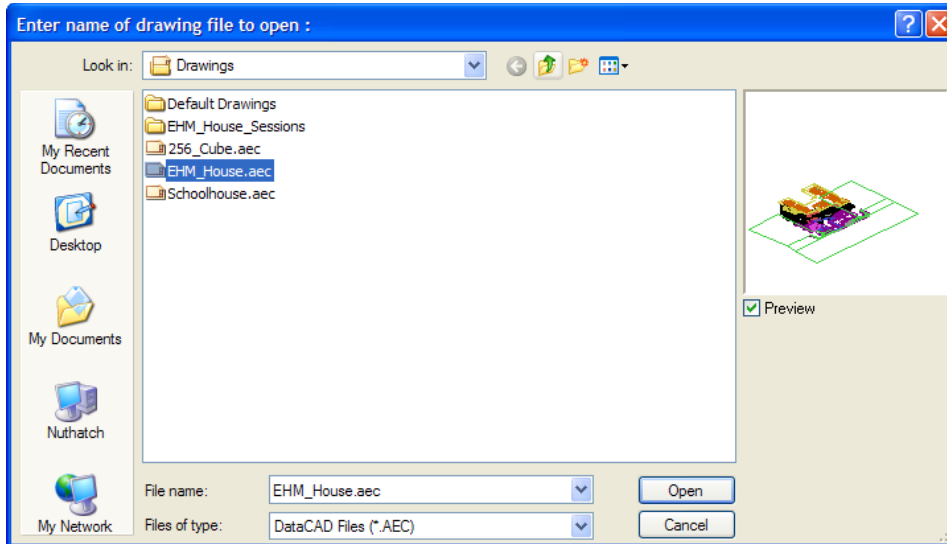 Enter name of drawing file to open :
Look in: Drawings
My Recent
Documents
Desktop
My Documents
Nuthatch
My Network
Default Drawings
EHM_House_Sessions
256_Cube.aec
EHM_House.aec
Schoolhouse.aec
Preview
File name: EHM_House.aec Open
Files of type: DataCAD Files (*.AEC) Cancel